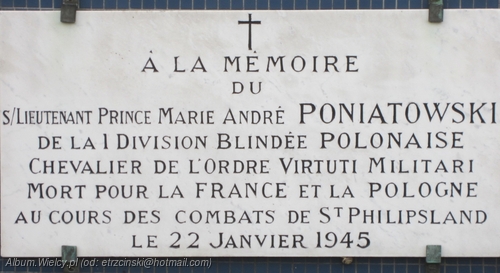 À LA MÉMOIRE
DU
S/LIEUTENANT PRINCE MARIE ANDRÉ PONIATOWSKI
DE LA 1 DIVISION BLINDÉE POLONAISE
CHEVALIER DE L'ORDRE VIRTUTI MILITARI
MORT POUR LA FRANCE ET LA POLOGNE
AU COURS DES COMBATS DE ST PHILIPSLAND
LE 22 JANVIER 1945
Album.Wielcy.pl (od: etrzcinski@hotmail.com)